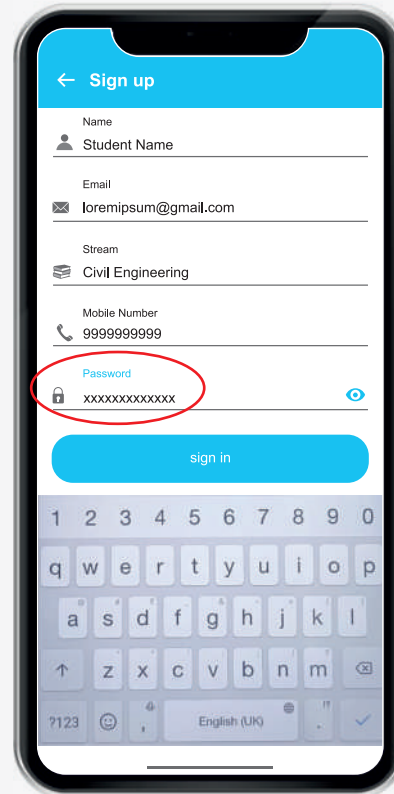 ← Sign up
Name
Student Name
Email
loremipsum@gmail.com
Stream
Civil Engineering
Mobile Number
9999999999
Password
xxxxxxxxxxxxx
sign in
1 2 3 4 5 6 7 8 9 0
q w e r t y u i o p
a s d f g h j k l
z x c v b n m
?123 , English (UK) .